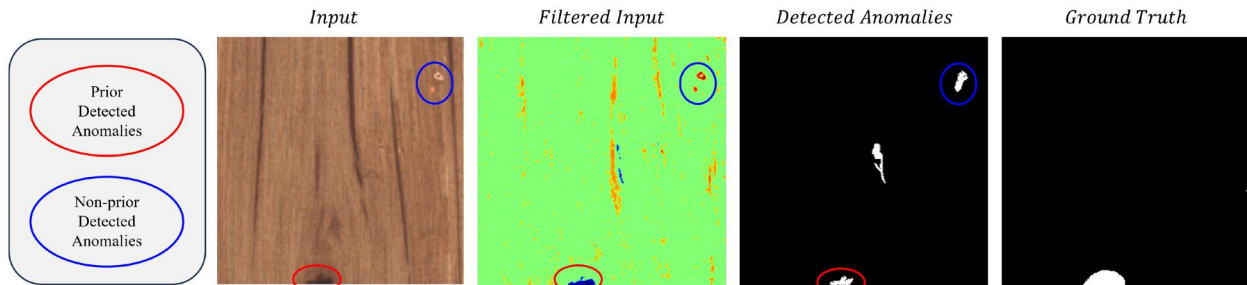 Input
Filtered Input
Detected Anomalies
Ground Truth
Prior
Detected
Anomalies
Non-prior
Detected
Anomalies